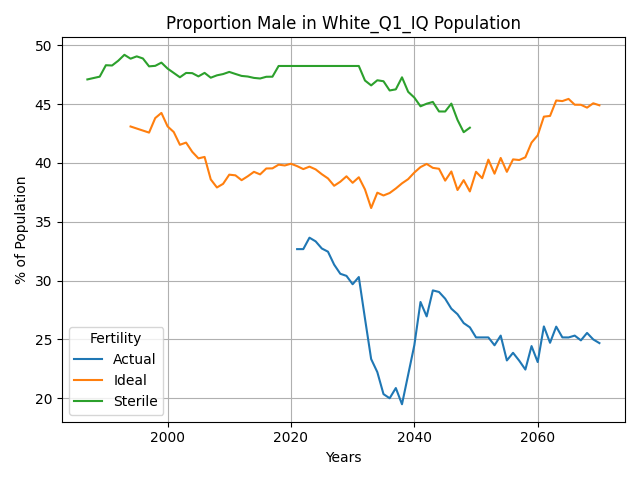 Proportion Male in White_Q1_IQ Population
% of Population
50
45
40
35
30
25
20
Fertility
Actual
Ideal
Sterile
2000
2020
2040
2060
Years